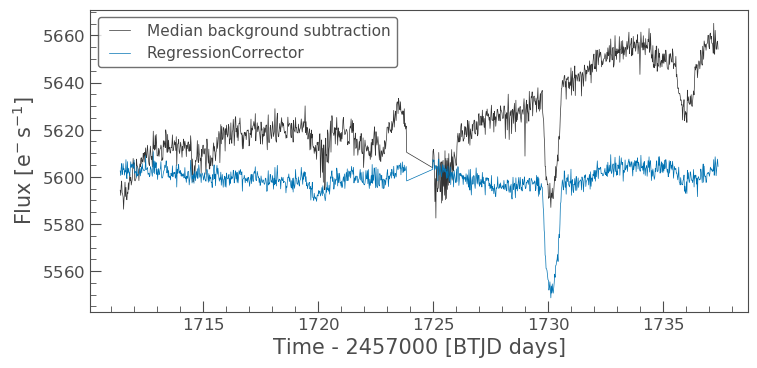 Median background subtraction
RegressionCorrector
5660
5640
5620
5600
5580
5560
Flux [e⁻ s⁻¹]
1715
1720
1725
1730
1735
Time - 2457000 [BTJD days]